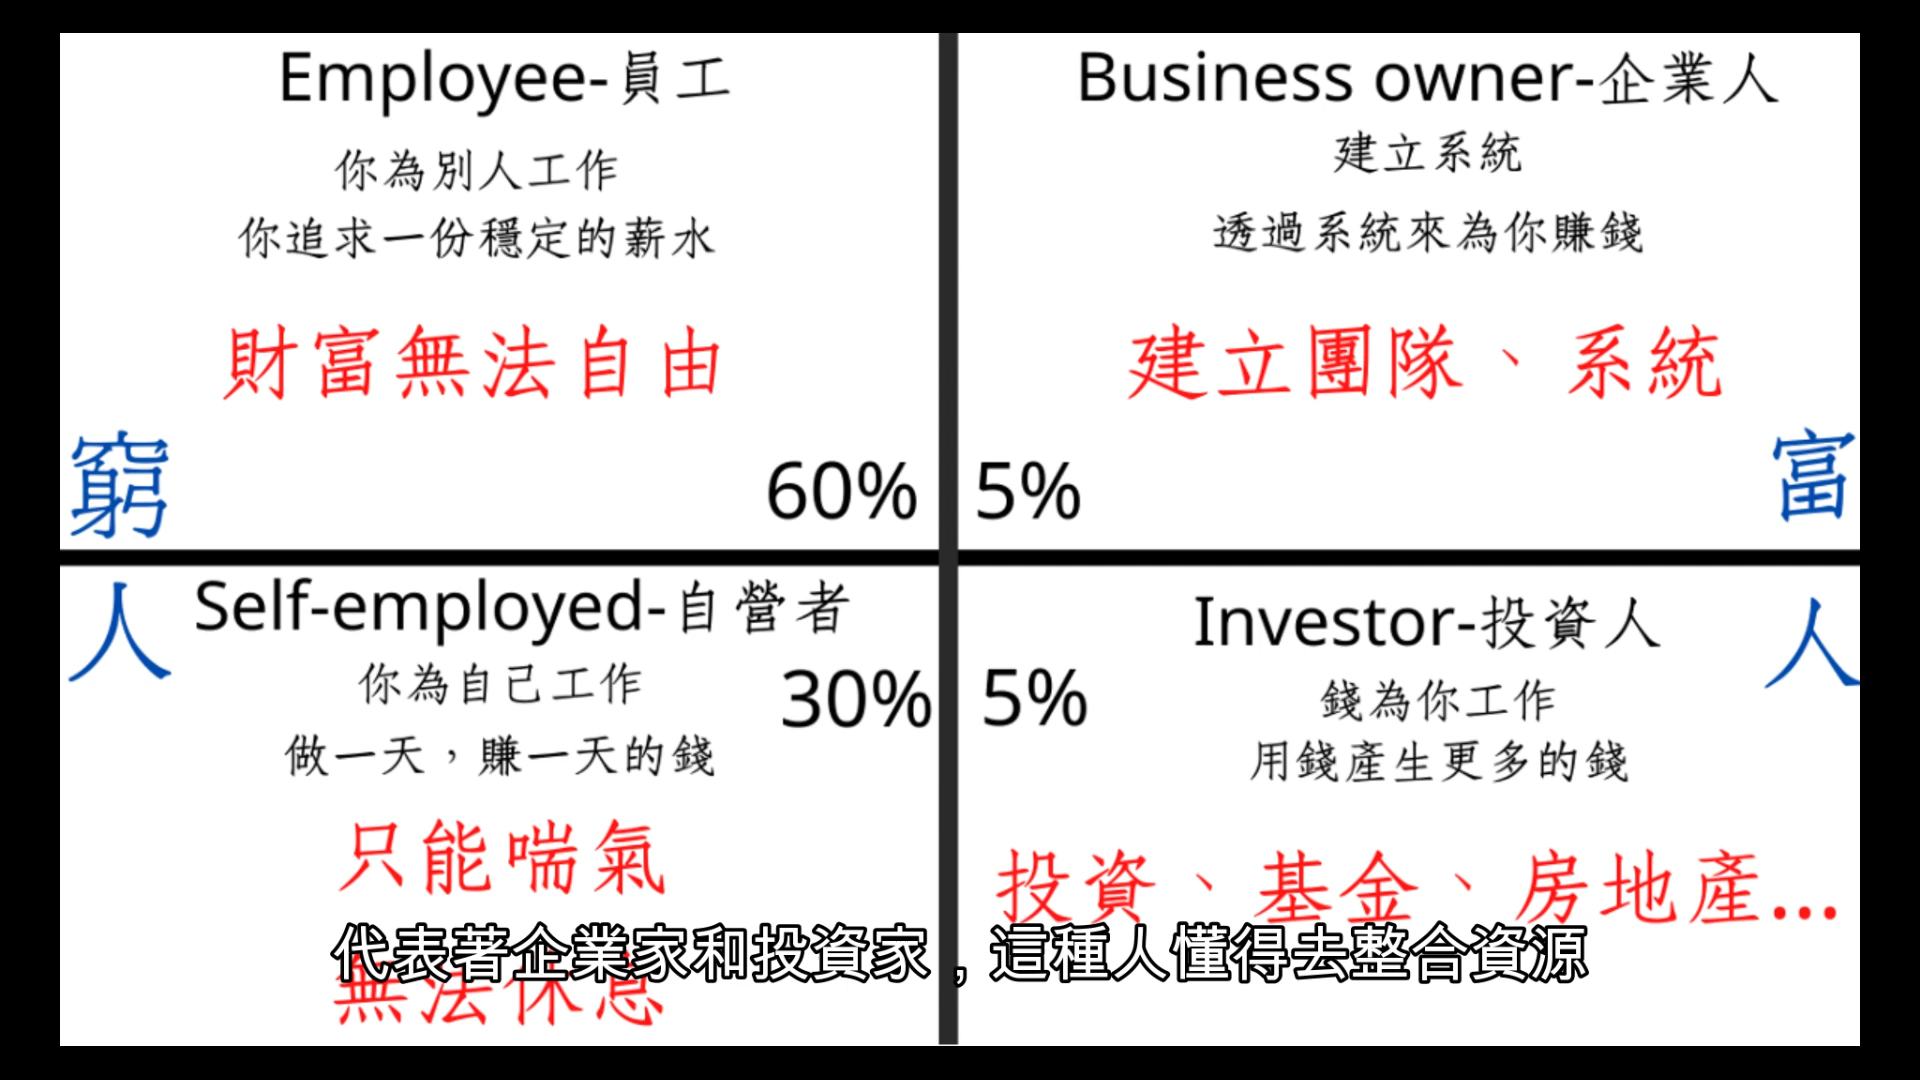 Employee-員工
你為別人工作
你追求一份穩定的薪水
財富無法自由
60%
Business owner-企業人
建立系統
透過系統來為你賺錢
建立團隊、系統
5%
窮人
富人
Self-employed-自營者
你為自己工作
30%
做一天，賺一天的錢
只能喘氣
無法休息
Investor-投資人
5%
錢為你工作
用錢產生更多的錢
投資、基金、房地產...
代表著企業家和投資家，這種人懂得去整合資源